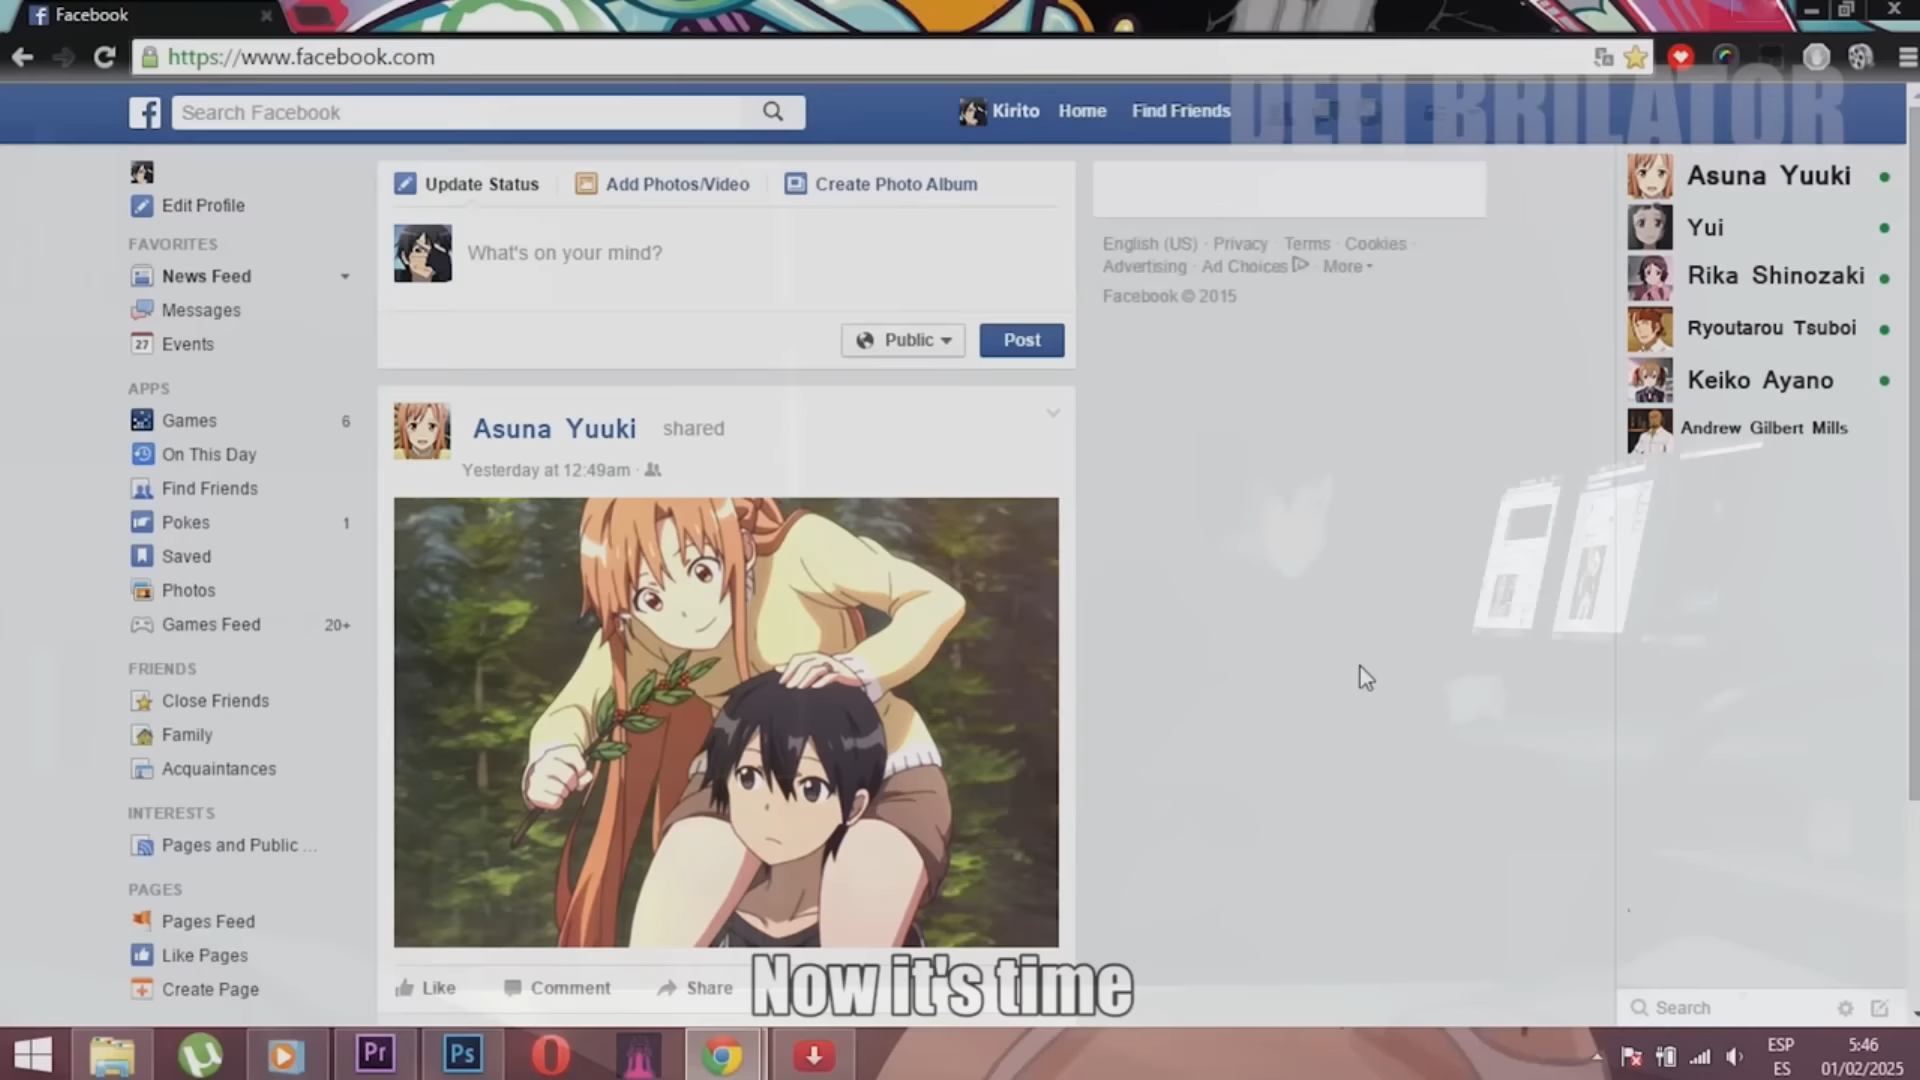 Facebook
https://www.facebook.com
DEFI BRILATOR
Search Facebook
Kirito Home Find Friends
Edit Profile
FAVORITES
News Feed
Messages
27 Events
APPS
Games 6
On This Day
Find Friends
Pokes 1
Saved
Photos
Games Feed 20+
FRIENDS
Close Friends
Family
Acquaintances
INTERESTS
Pages and Public ...
PAGES
Pages Feed
Like Pages
Create Page
Update Status Add Photos/Video Create Photo Album
What's on your mind?
Public Post
Asuna Yuuki shared
Yesterday at 12:49am ·
Like Comment Share
Now it's time
English (US) · Privacy · Terms · Cookies ·
Advertising · Ad Choices · More
Facebook © 2015
Asuna Yuuki
Yui
Rika Shinozaki
Ryoutarou Tsuboi
Keiko Ayano
Andrew Gilbert Mills
Search
Pr Ps
ESP
ES
5:46
01/02/2025